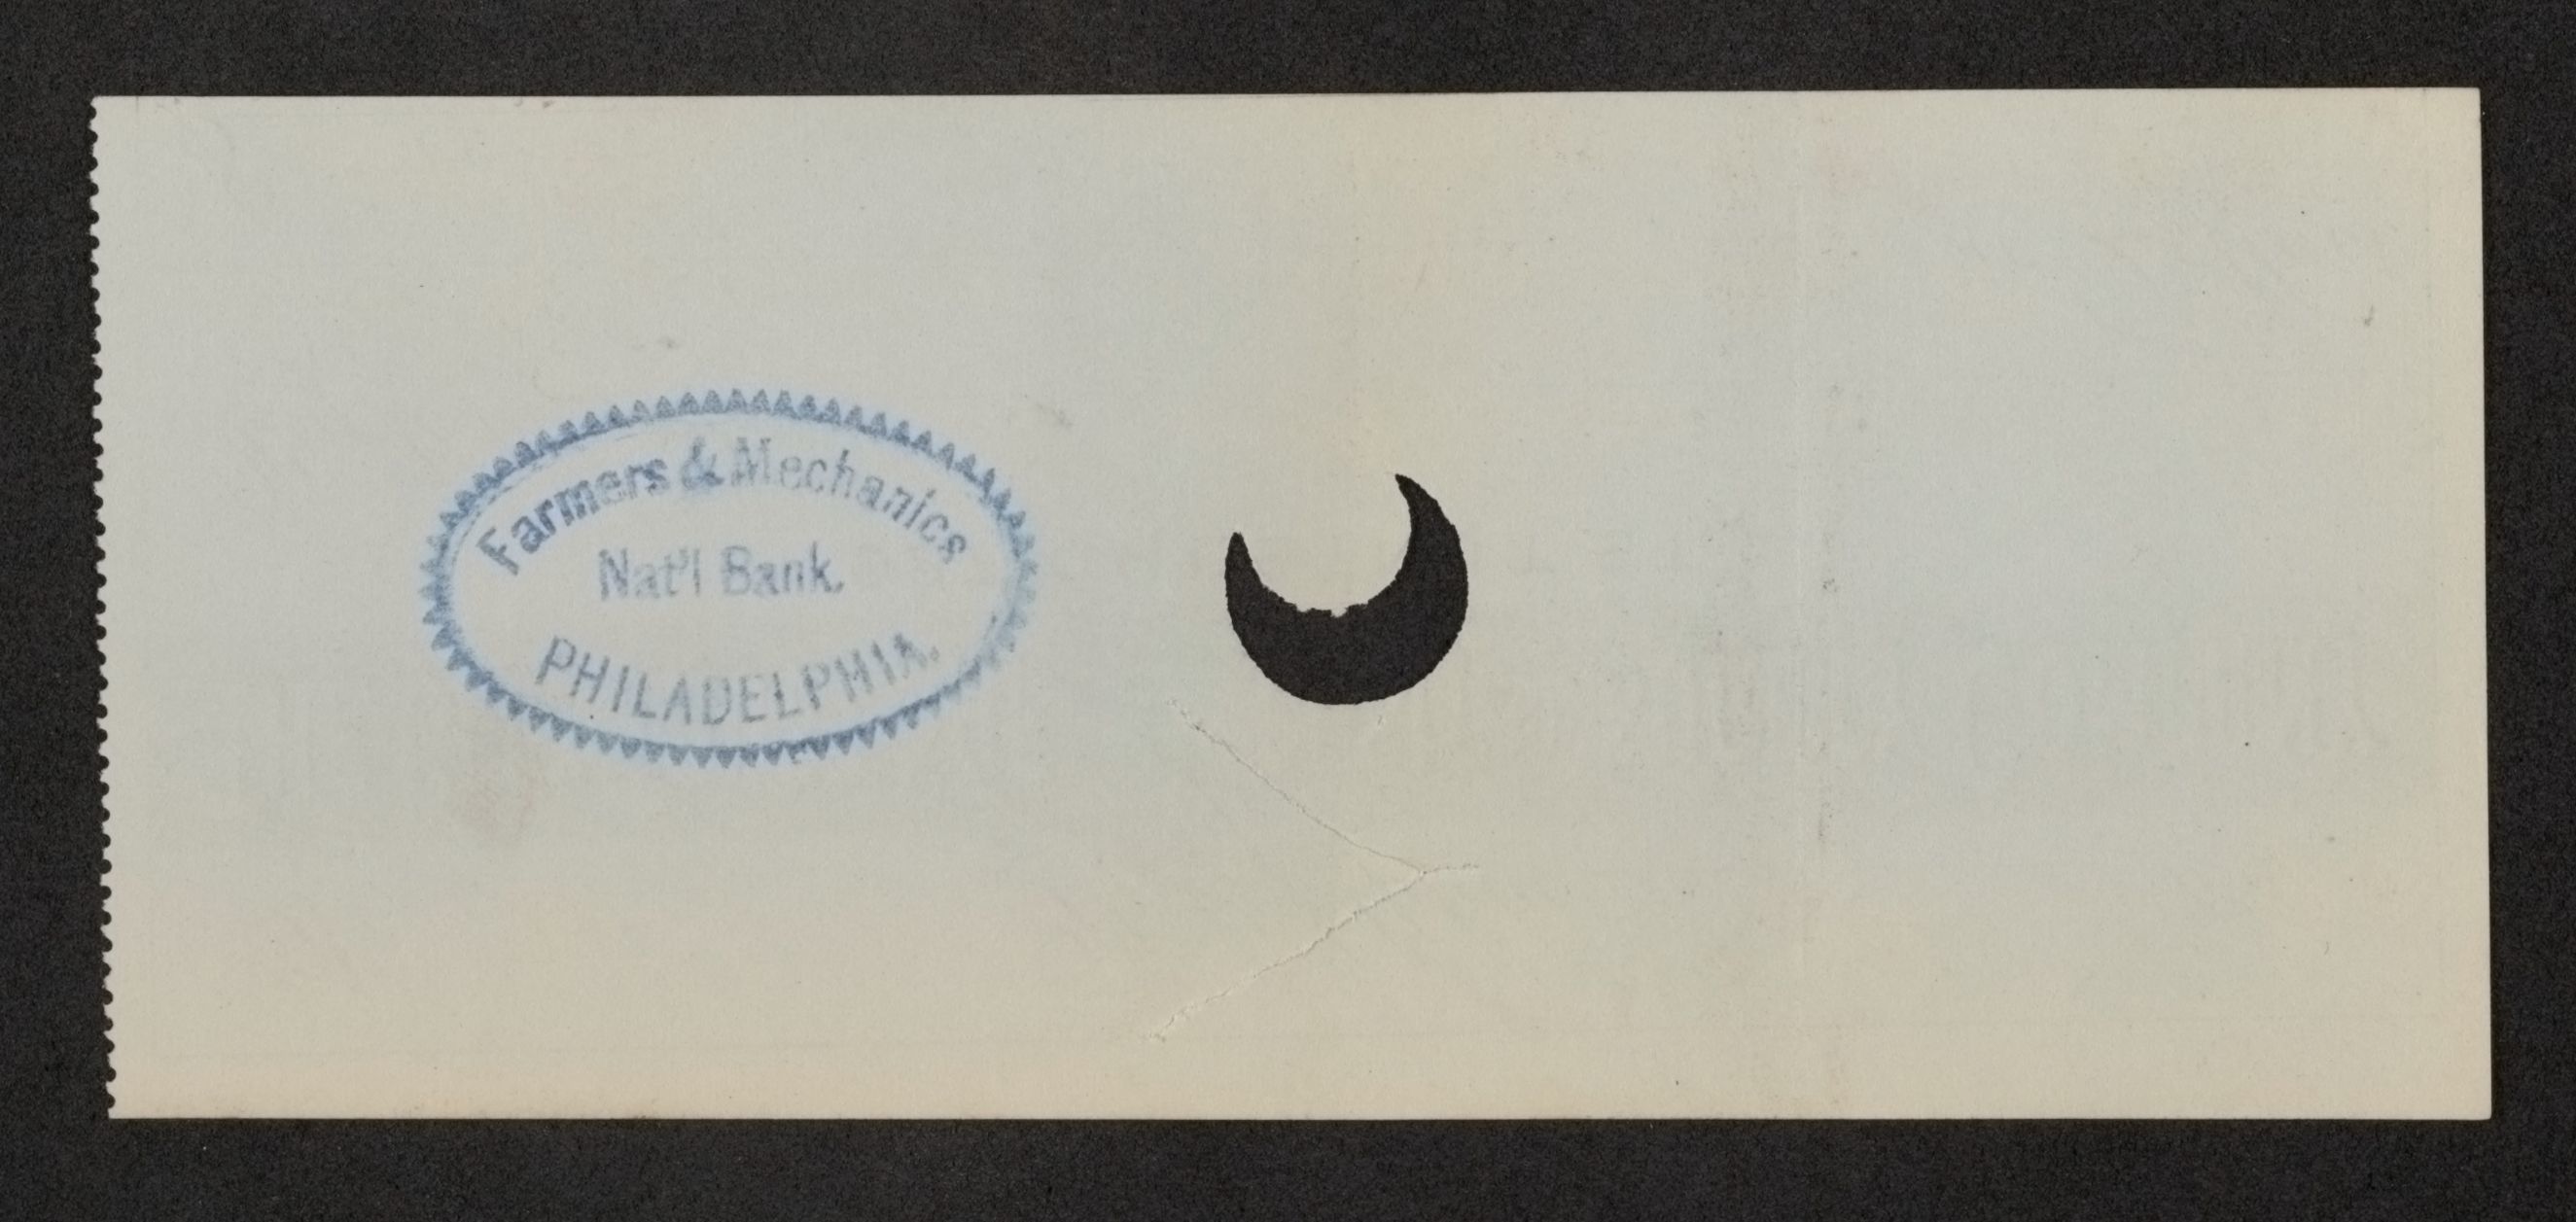 Farmers & Mechanics
Nat'l Bank.
PHILADELPHIA.